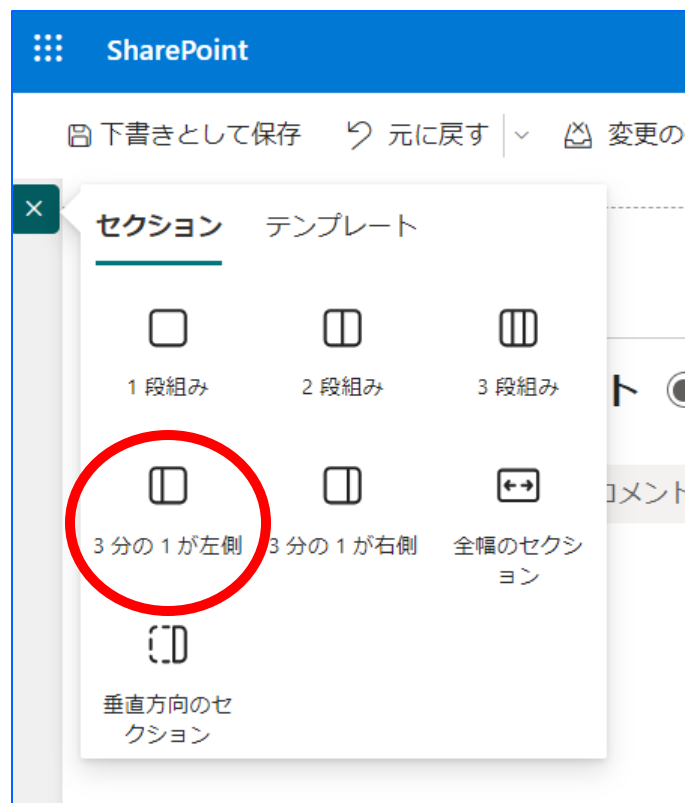 SharePoint
下書きとして保存 元に戻す 変更の
セクション テンプレート
1 段組み 2 段組み 3 段組み
ト
3 分の 1 が左側 3 分の 1 が右側 全幅のセクシ
ョン
コメント
垂直方向のセ
クション